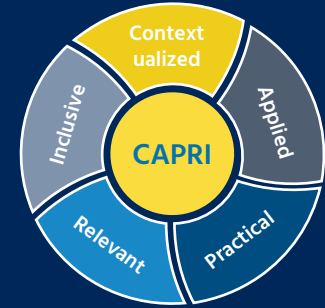 Context
ualized
Applied
Practical
Relevant
Inclusive
CAPRI